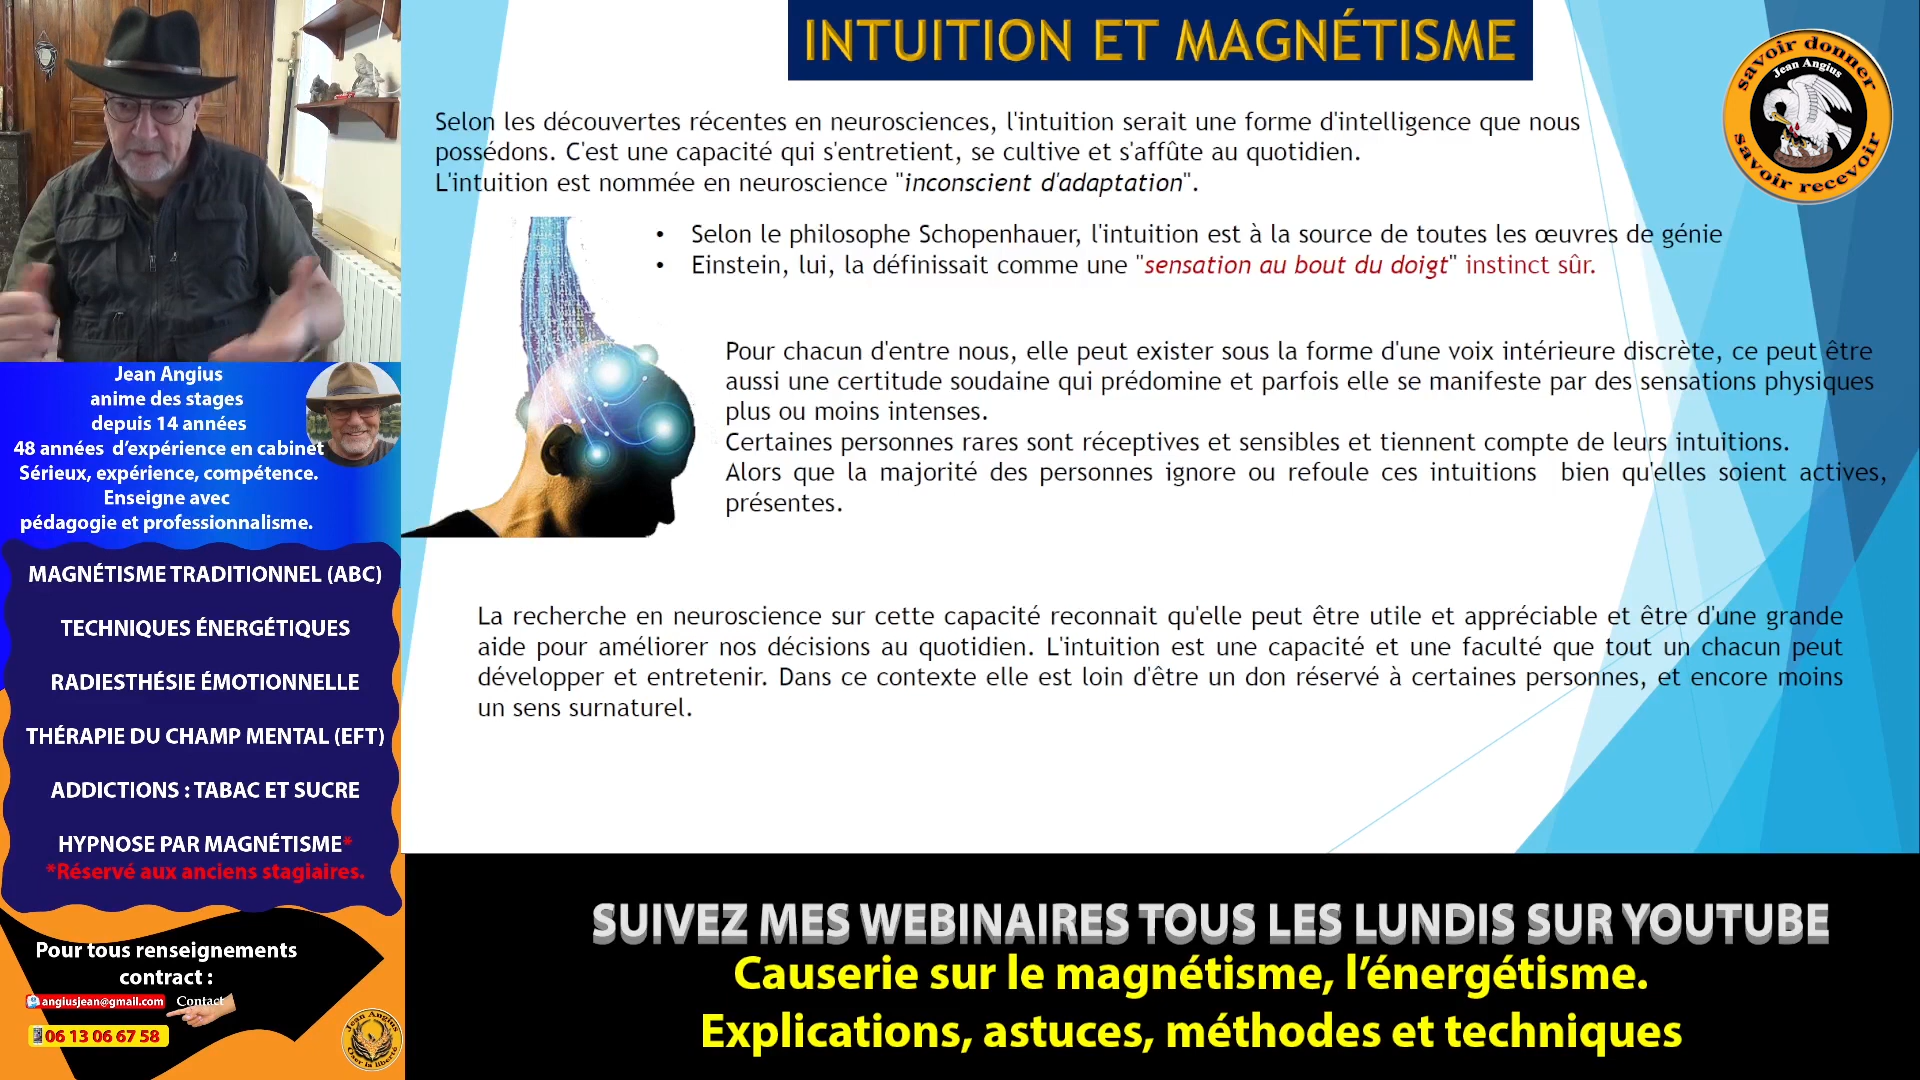 INTUITION ET MAGNÉTISME
savoir donner
Jean Angius
savoir recevoir
Selon les découvertes récentes en neurosciences, l'intuition serait une forme d'intelligence que nous
possédons. C'est une capacité qui s'entretient, se cultive et s'affûte au quotidien.
L'intuition est nommée en neuroscience "inconscient d'adaptation".
• Selon le philosophe Schopenhauer, l'intuition est à la source de toutes les œuvres de génie
• Einstein, lui, la définissait comme une "sensation au bout du doigt" instinct sûr.
Pour chacun d'entre nous, elle peut exister sous la forme d'une voix intérieure discrète, ce peut être
aussi une certitude soudaine qui prédomine et parfois elle se manifeste par des sensations physiques
plus ou moins intenses.
Certaines personnes rares sont réceptives et sensibles et tiennent compte de leurs intuitions.
Alors que la majorité des personnes ignore ou refoule ces intuitions bien qu'elles soient actives,
présentes.
La recherche en neuroscience sur cette capacité reconnait qu'elle peut être utile et appréciable et être d'une grande
aide pour améliorer nos décisions au quotidien. L'intuition est une capacité et une faculté que tout un chacun peut
développer et entretenir. Dans ce contexte elle est loin d'être un don réservé à certaines personnes, et encore moins
un sens surnaturel.
Jean Angius
anime des stages
depuis 14 années
48 années d’expérience en cabinet
Sérieux, expérience, compétence.
Enseigne avec
pédagogie et professionnalisme.
MAGNÉTISME TRADITIONNEL (ABC)
TECHNIQUES ÉNERGÉTIQUES
RADIESTHÉSIE ÉMOTIONNELLE
THÉRAPIE DU CHAMP MENTAL (EFT)
ADDICTIONS : TABAC ET SUCRE
HYPNOSE PAR MAGNÉTISME*
*Réservé aux anciens stagiaires.
Pour tous renseignements
contract :
angiusjean@gmail.com Contact
06 13 06 67 58
Jean Angius
Oser la liberté
SUIVEZ MES WEBINAIRES TOUS LES LUNDIS SUR YOUTUBE
Causerie sur le magnétisme, l’énergétisme.
Explications, astuces, méthodes et techniques